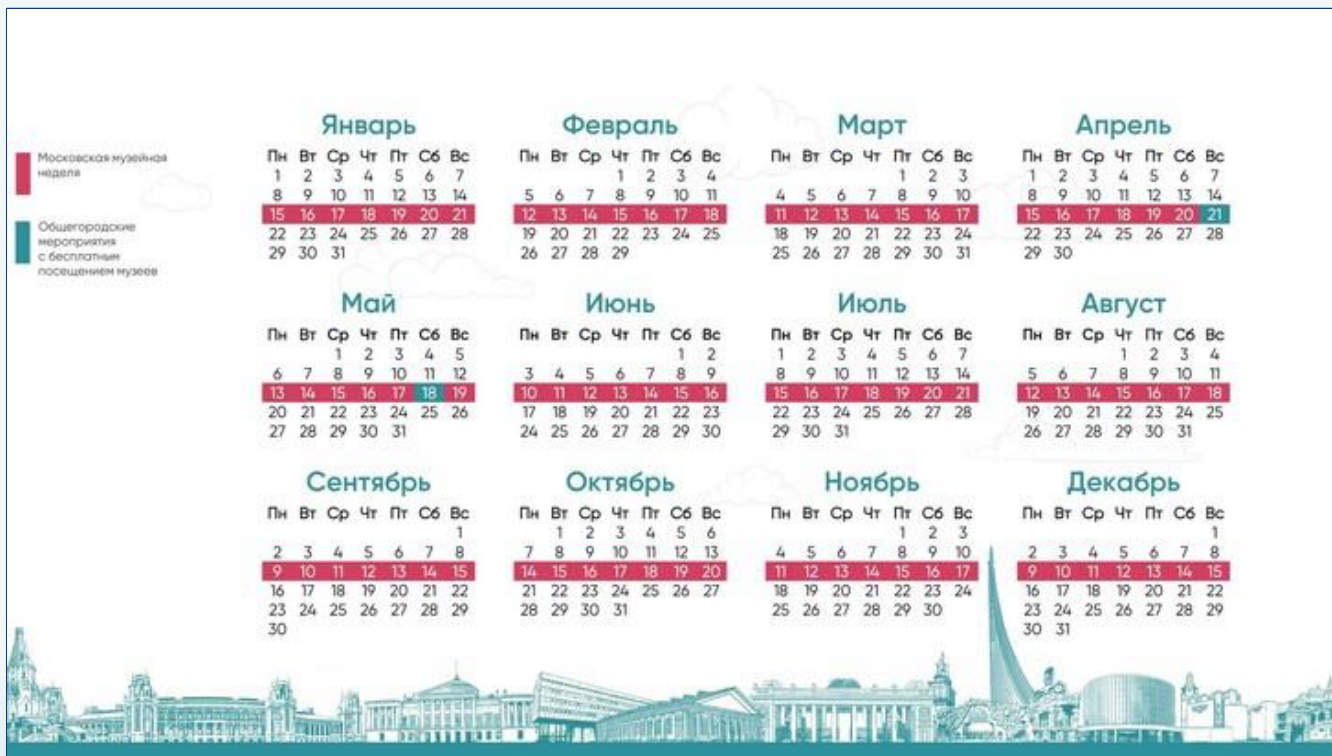 Московская музейная
неделя
Общегородские
мероприятия
с бесплатным
посещением музеев
Январь
Пн Вт Ср Чт Пт Сб Вс
1 2 3 4 5 6 7
8 9 10 11 12 13 14
15 16 17 18 19 20 21
22 23 24 25 26 27 28
29 30 31
Февраль
Пн Вт Ср Чт Пт Сб Вс
1 2 3 4
5 6 7 8 9 10 11
12 13 14 15 16 17 18
19 20 21 22 23 24 25
26 27 28 29
Март
Пн Вт Ср Чт Пт Сб Вс
1 2 3
4 5 6 7 8 9 10
11 12 13 14 15 16 17
18 19 20 21 22 23 24
25 26 27 28 29 30 31
Апрель
Пн Вт Ср Чт Пт Сб Вс
1 2 3 4 5 6 7
8 9 10 11 12 13 14
15 16 17 18 19 20 21
22 23 24 25 26 27 28
29 30
Май
Пн Вт Ср Чт Пт Сб Вс
1 2 3 4 5
6 7 8 9 10 11 12
13 14 15 16 17 18 19
20 21 22 23 24 25 26
27 28 29 30 31
Июнь
Пн Вт Ср Чт Пт Сб Вс
1 2
3 4 5 6 7 8 9
10 11 12 13 14 15 16
17 18 19 20 21 22 23
24 25 26 27 28 29 30
Июль
Пн Вт Ср Чт Пт Сб Вс
1 2 3 4 5 6 7
8 9 10 11 12 13 14
15 16 17 18 19 20 21
22 23 24 25 26 27 28
29 30 31
Август
Пн Вт Ср Чт Пт Сб Вс
1 2 3 4
5 6 7 8 9 10 11
12 13 14 15 16 17 18
19 20 21 22 23 24 25
26 27 28 29 30 31
Сентябрь
Пн Вт Ср Чт Пт Сб Вс
1
2 3 4 5 6 7 8
9 10 11 12 13 14 15
16 17 18 19 20 21 22
23 24 25 26 27 28 29
30
Октябрь
Пн Вт Ср Чт Пт Сб Вс
1 2 3 4 5 6
7 8 9 10 11 12 13
14 15 16 17 18 19 20
21 22 23 24 25 26 27
28 29 30 31
Ноябрь
Пн Вт Ср Чт Пт Сб Вс
1 2 3
4 5 6 7 8 9 10
11 12 13 14 15 16 17
18 19 20 21 22 23 24
25 26 27 28 29 30
Декабрь
Пн Вт Ср Чт Пт Сб Вс
1
2 3 4 5 6 7 8
9 10 11 12 13 14 15
16 17 18 19 20 21 22
23 24 25 26 27 28 29
30 31